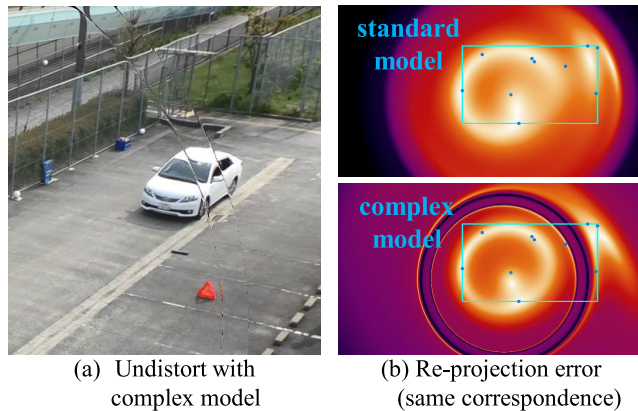 standard
model
complex
model
(a) Undistort with
complex model
(b) Re-projection error
(same correspondence)